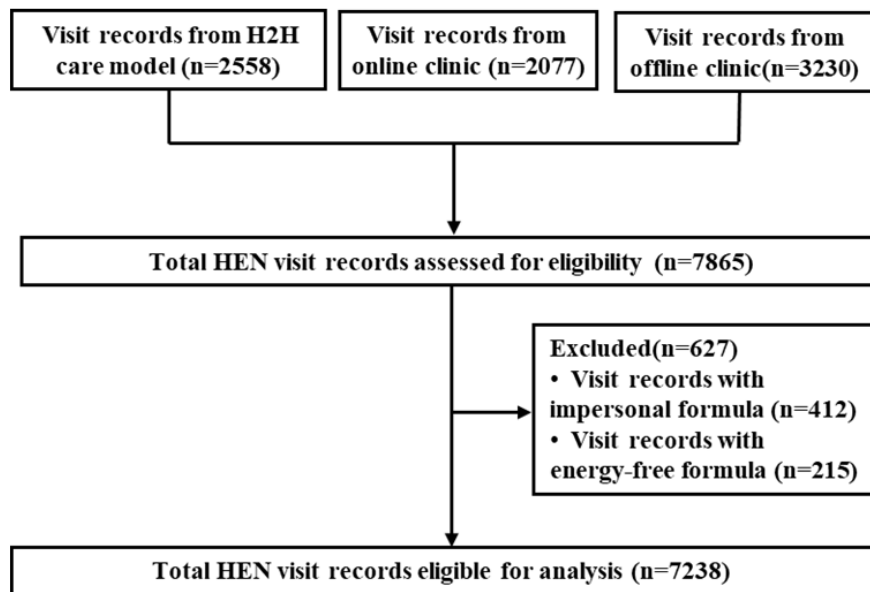 Visit records from H2H
care model (n=2558)
Visit records from
online clinic (n=2077)
Visit records from
offline clinic(n=3230)
Total HEN visit records assessed for eligibility (n=7865)
Excluded(n=627)
• Visit records with
impersonal formula (n=412)
• Visit records with
energy-free formula (n=215)
Total HEN visit records eligible for analysis (n=7238)